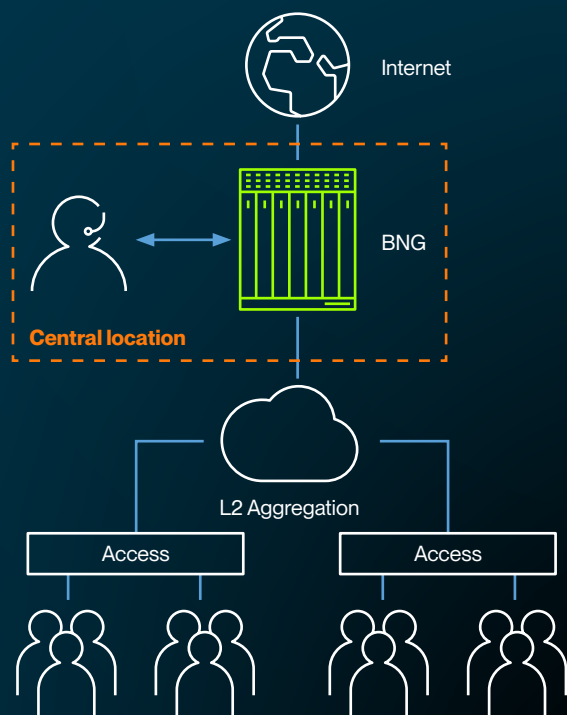 Internet
BNG
Central location
L2 Aggregation
Access
Access